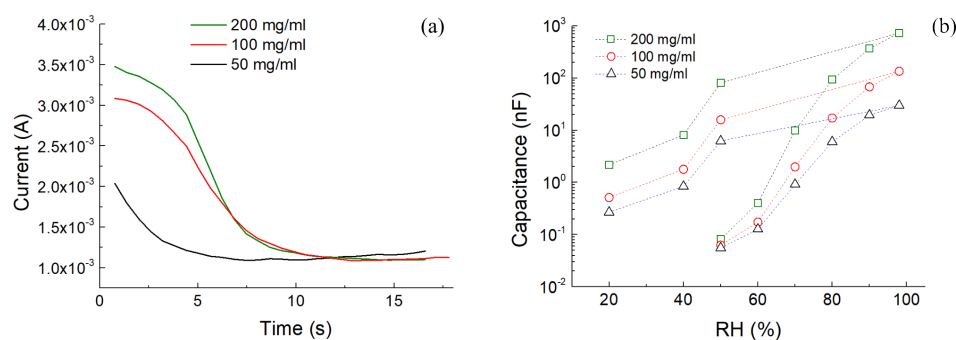 (a)
200 mg/ml
100 mg/ml
50 mg/ml
4.0x10⁻³
3.5x10⁻³
3.0x10⁻³
2.5x10⁻³
2.0x10⁻³
1.5x10⁻³
1.0x10⁻³
Current (A)
0 5 10 15
Time (s)
(b)
200 mg/ml
100 mg/ml
50 mg/ml
10³
10²
10¹
10⁰
10⁻¹
10⁻²
Capacitance (nF)
20 40 60 80 100
RH (%)